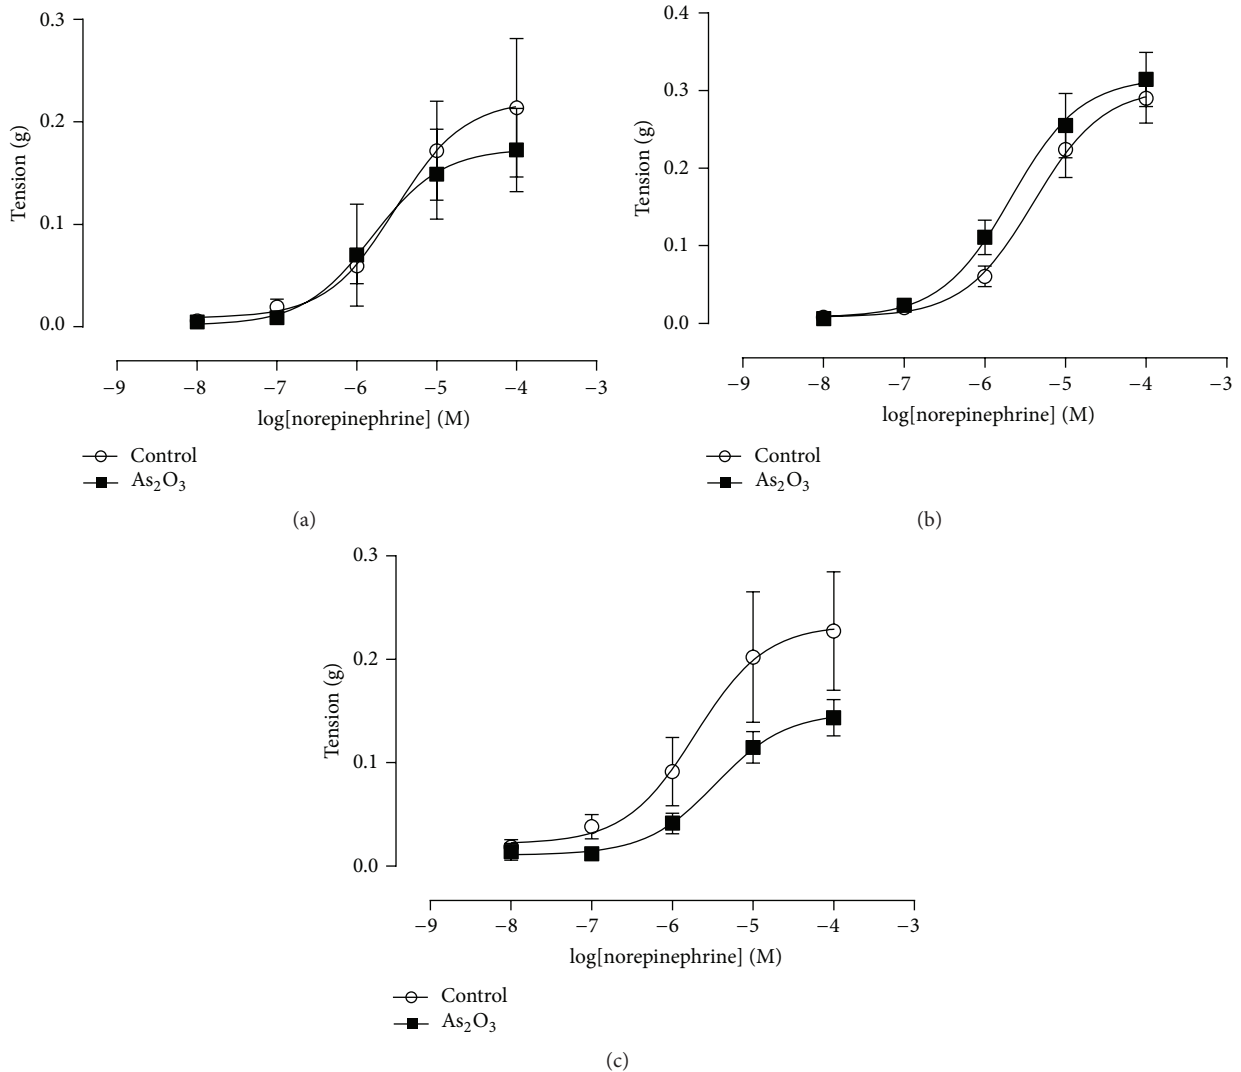 0.3
0.2
0.1
0.0
Tension (g)
−9 −8 −7 −6 −5 −4 −3
log[norepinephrine] (M)
Control
As₂O₃
(a)
0.4
0.3
0.2
0.1
0.0
Tension (g)
−9 −8 −7 −6 −5 −4 −3
log[norepinephrine] (M)
Control
As₂O₃
(b)
0.3
0.2
0.1
0.0
Tension (g)
−9 −8 −7 −6 −5 −4 −3
log[norepinephrine] (M)
Control
As₂O₃
(c)